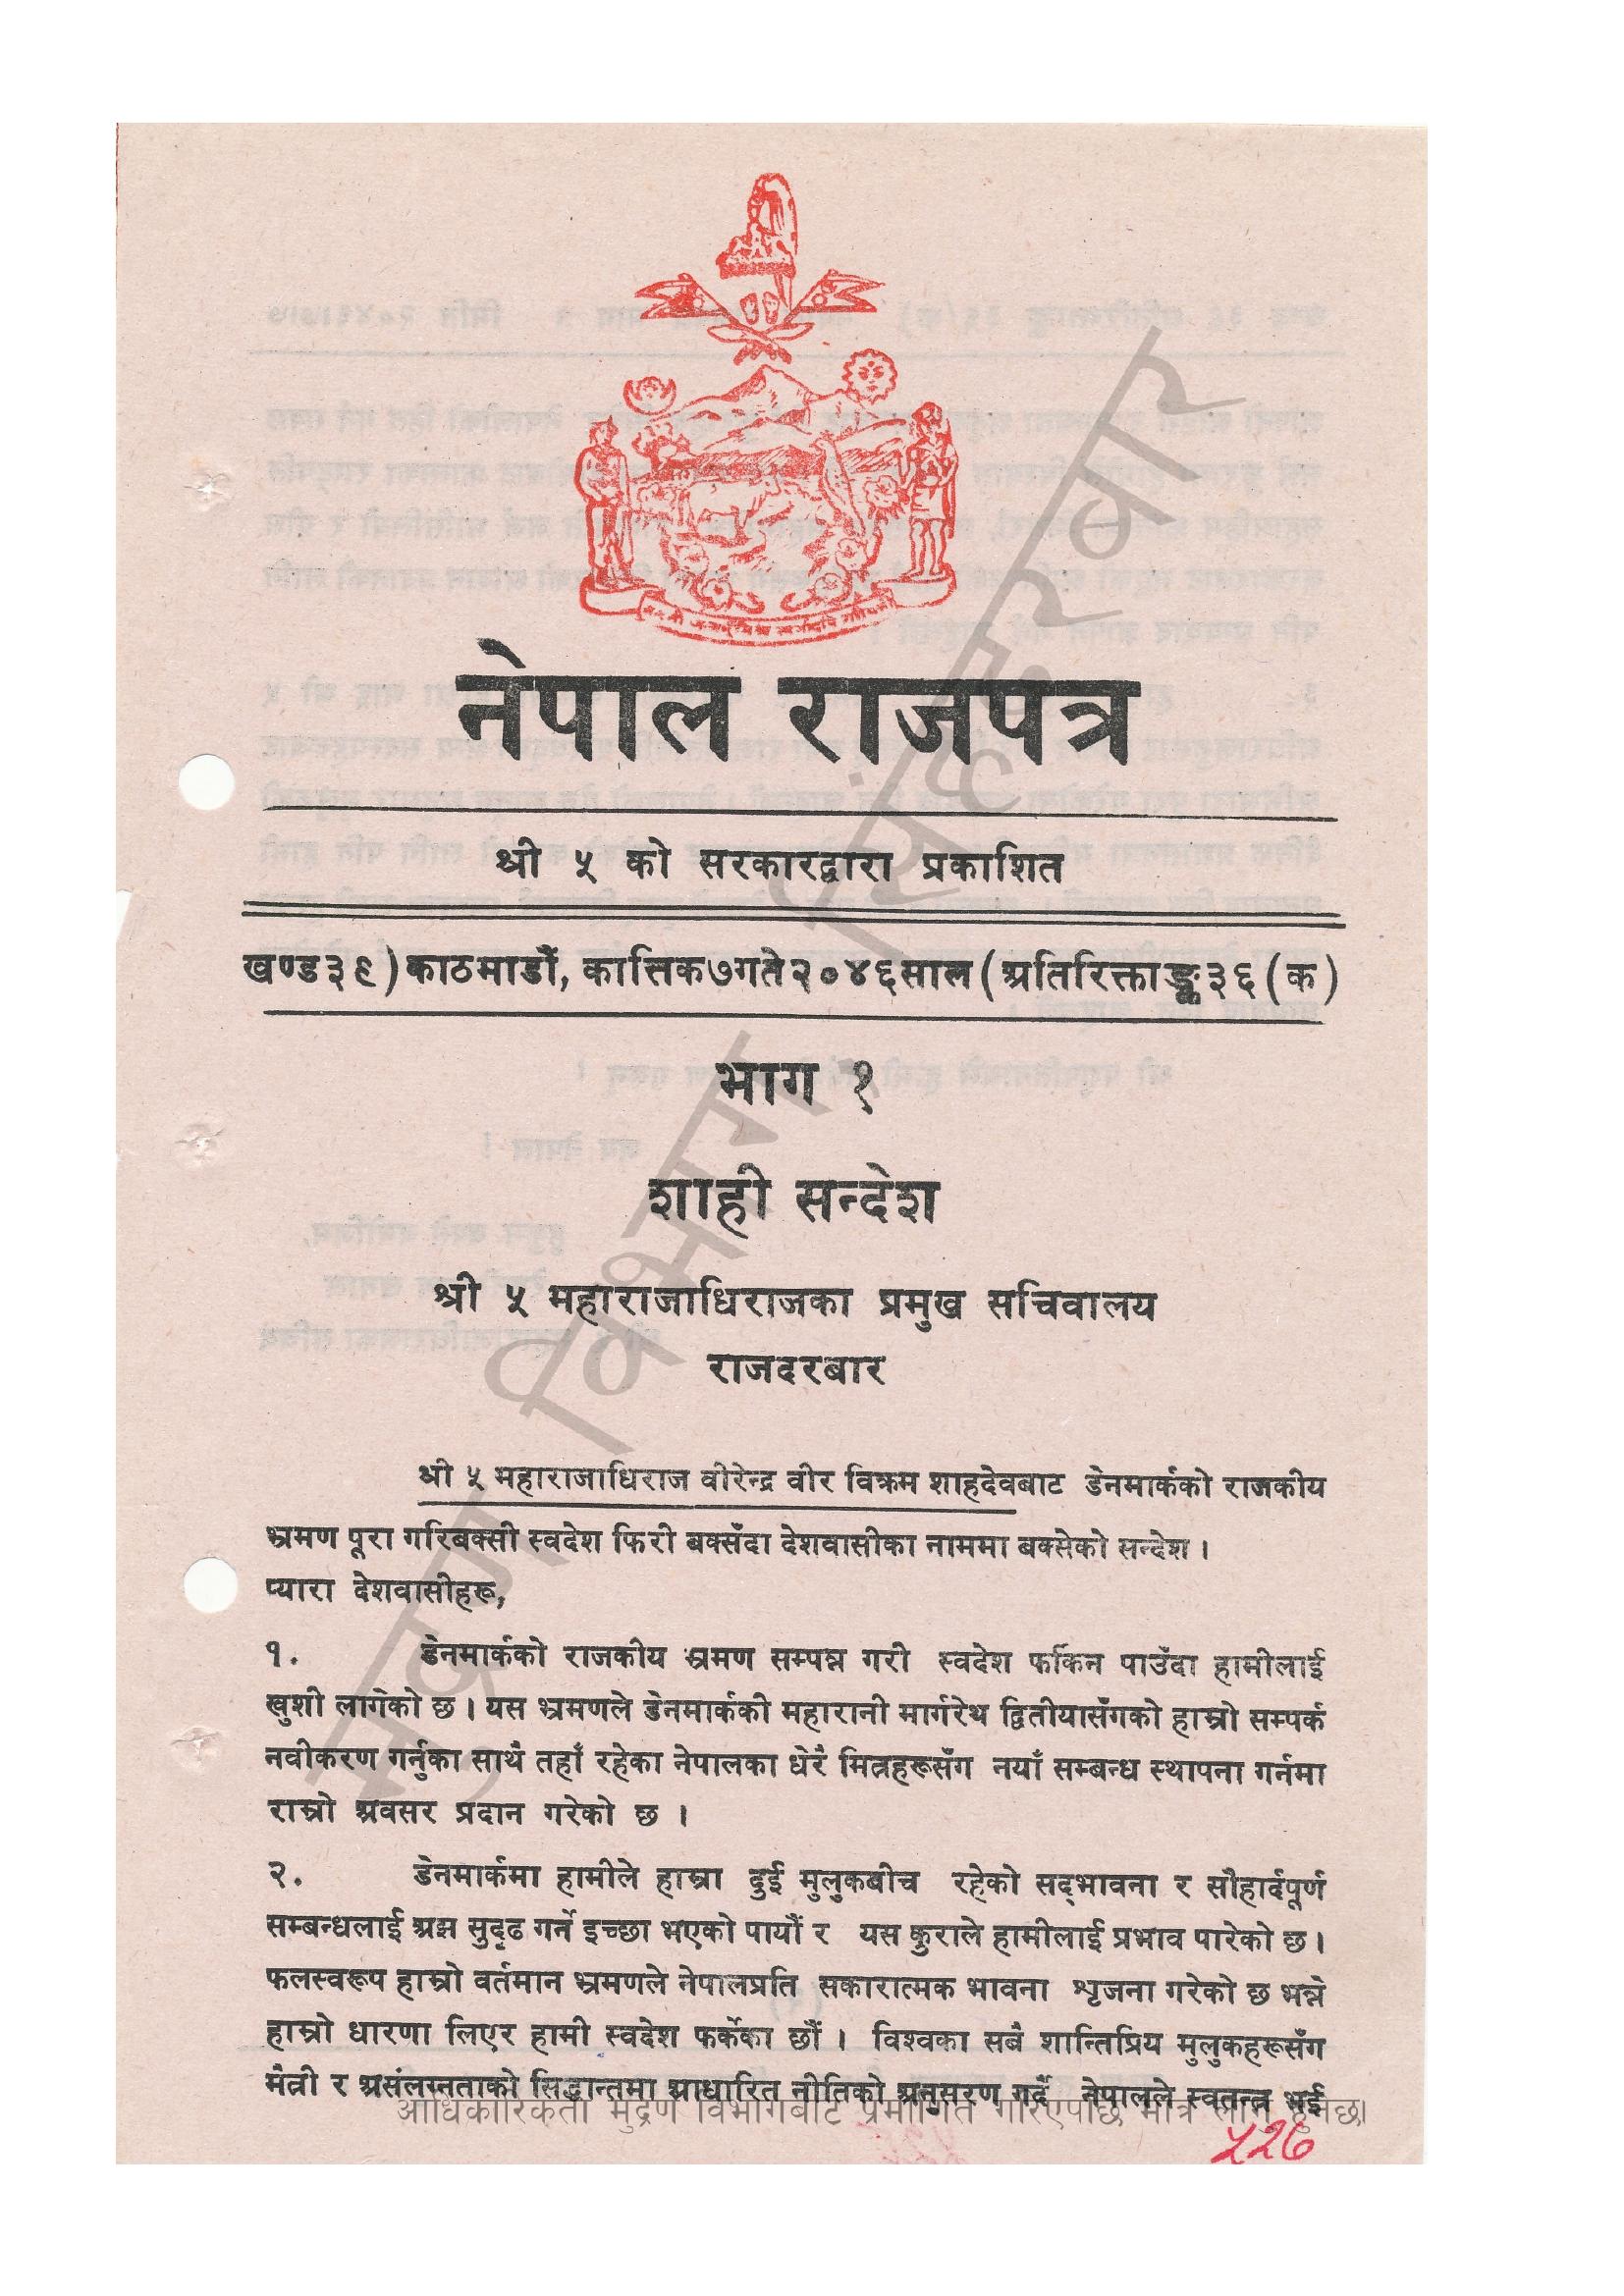 नेपाल राजपत्र
श्री ५ को सरकारद्वारा प्रकाशित
खण्ड३९)काठमाडौं, कात्तिक७गते२०४६साल(अतिरिक्ताङ्क३६(क)
भाग १
शाही सन्देश
श्री ५ महाराजाधिराजका प्रमुख सचिवालय
राजदरबार
श्री ५ महाराजाधिराज वीरेन्द्र वीर विक्रम शाहदेवबाट डेनमार्कको राजकीय
भ्रमण पूरा गरिबक्सी स्वदेश फिरी बक्सँदा देशवासीका नाममा बक्सेको सन्देश ।
प्यारा देशवासीहरू,
१. डेनमार्कको राजकीय भ्रमण सम्पन्न गरी स्वदेश फर्किन पाउँदा हामीलाई
खुशी लागेको छ । यस भ्रमणले डेनमार्ककी महारानी मार्गरेथ द्वितीयासँगको हाम्रो सम्पर्क
नवीकरण गर्नुका साथै तहाँ रहेका नेपालका धेरै मित्रहरूसँग नयाँ सम्बन्ध स्थापना गर्नमा
राम्रो अवसर प्रदान गरेको छ ।
२. डेनमार्कमा हामीले हाम्रा दुई मुलुकबीच रहेको सद्भावना र सौहार्दपूर्ण
सम्बन्धलाई अझ सुदृढ गर्ने इच्छा भएको पायौं र यस कुराले हामीलाई प्रभाव पारेको छ ।
फलस्वरूप हाम्रो वर्तमान भ्रमणले नेपालप्रति सकारात्मक भावना शृजना गरेको छ भन्ने
हाम्रो धारणा लिएर हामी स्वदेश फर्केका छौं । विश्वका सबै शान्तिप्रिय मुलुकहरूसँग
मैत्री र असंलग्नताको सिद्धान्तमा आधारित नीतिको अनुसरण गर्दै नेपालले स्वतन्त्र भई
आधिकारिकता मुद्रण विभागबाट प्रमाणित गरिएपछि मात्र लागु हुनेछ।
५२७
मुद्रण विभाग, सिंहदरबार